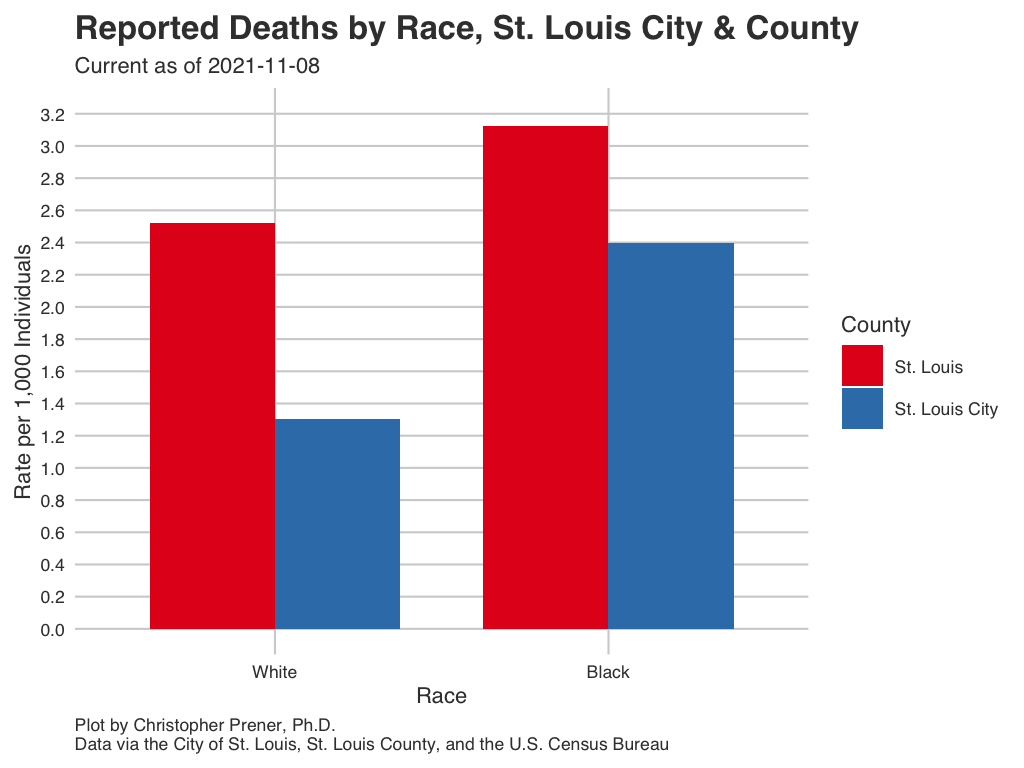 Reported Deaths by Race, St. Louis City & County
Current as of 2021-11-08
Rate per 1,000 Individuals
3.2
3.0
2.8
2.6
2.4
2.2
2.0
1.8
1.6
1.4
1.2
1.0
0.8
0.6
0.4
0.2
0.0
White
Black
Race
County
St. Louis
St. Louis City
Plot by Christopher Prener, Ph.D.
Data via the City of St. Louis, St. Louis County, and the U.S. Census Bureau